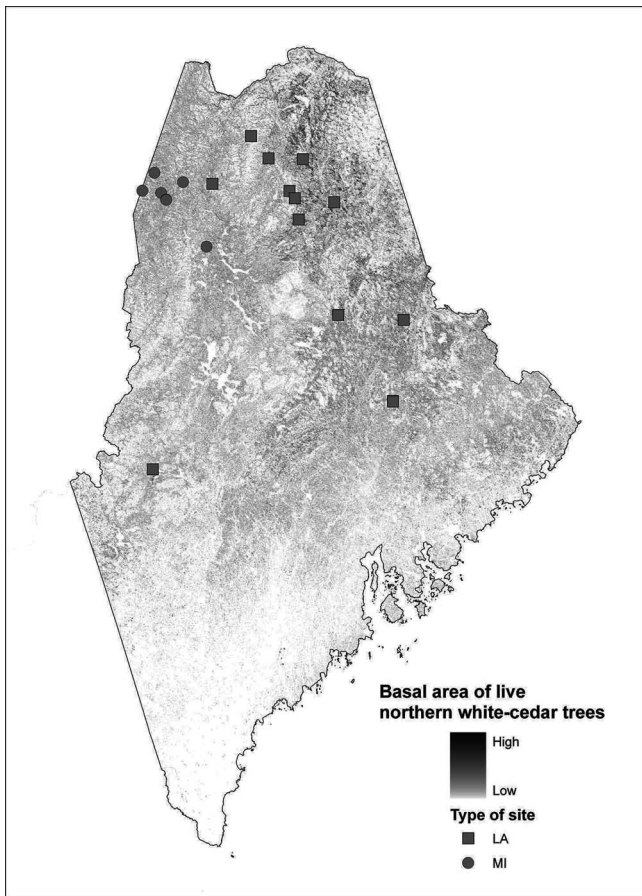 Basal area of live
northern white-cedar trees
High
Low
Type of site
LA
MI